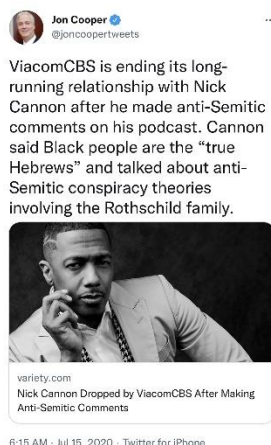 Jon Cooper
@joncoopertweets
ViacomCBS is ending its long-
running relationship with Nick
Cannon after he made anti-Semitic
comments on his podcast. Cannon
said Black people are the “true
Hebrews” and talked about anti-
Semitic conspiracy theories
involving the Rothschild family.
variety.com
Nick Cannon Dropped by ViacomCBS After Making
Anti-Semitic Comments
6:15 AM · Jul 15, 2020 · Twitter for iPhone